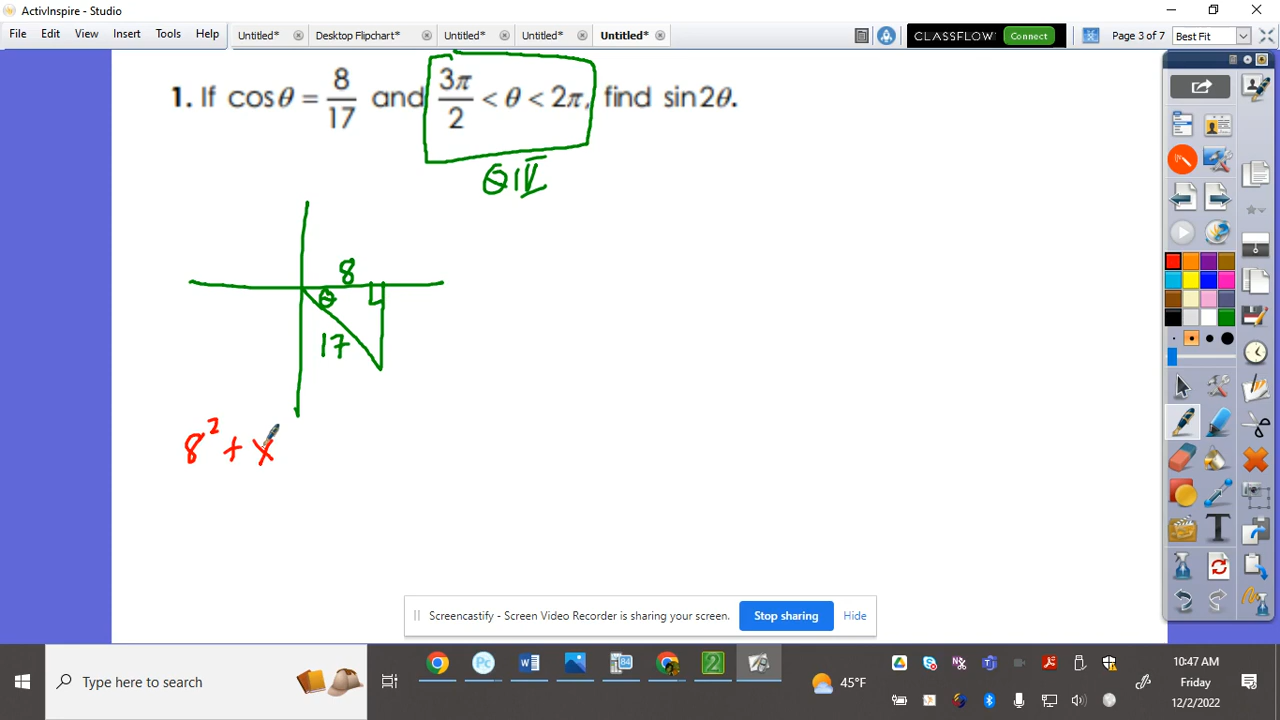 ActivInspire - Studio
File Edit View Insert Tools Help
Untitled* Desktop Flipchart* Untitled* Untitled* Untitled*
CLASSFLOW Connect
Page 3 of 7 Best Fit
1. If cosθ = 8/17 and 3π/2 < θ < 2π, find sin2θ.
QIV
8
θ
17
8² + x
Screencastify - Screen Video Recorder is sharing your screen. Stop sharing Hide
Type here to search
45°F
10:47 AM
Friday
12/2/2022